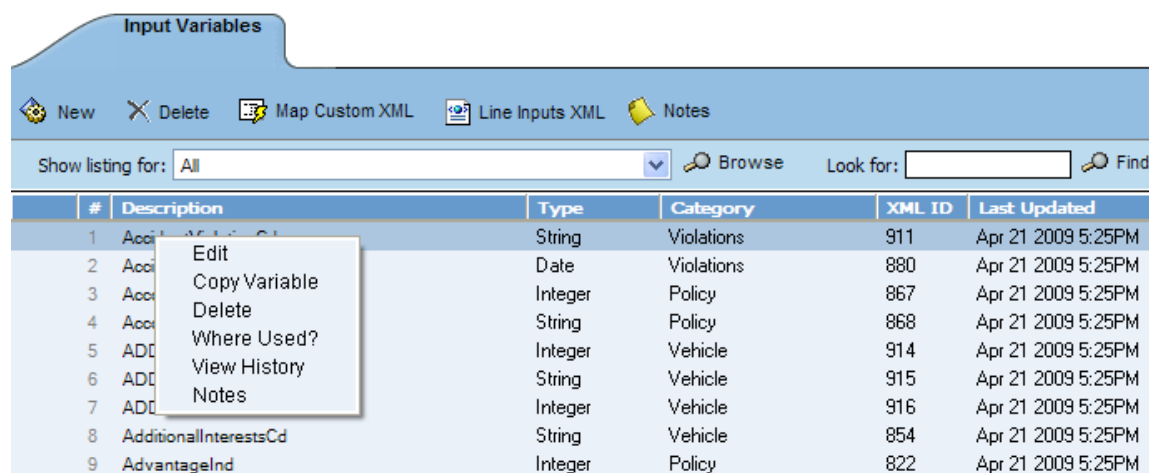 Input Variables
New Delete Map Custom XML Line Inputs XML Notes
Show listing for: All Browse Look for: Find
# Description Type Category XML ID Last Updated
1 String Violations 911 Apr 21 2009 5:25PM
Edit
2 Date Violations 880 Apr 21 2009 5:25PM
Copy Variable
3 Integer Policy 867 Apr 21 2009 5:25PM
Delete
4 String Policy 868 Apr 21 2009 5:25PM
Where Used?
5 Integer Vehicle 914 Apr 21 2009 5:25PM
View History
6 String Vehicle 915 Apr 21 2009 5:25PM
Notes
7 Integer Vehicle 916 Apr 21 2009 5:25PM
8 AdditionalInterestsCd String Vehicle 854 Apr 21 2009 5:25PM
9 AdvantageInd Integer Policy 822 Apr 21 2009 5:25PM